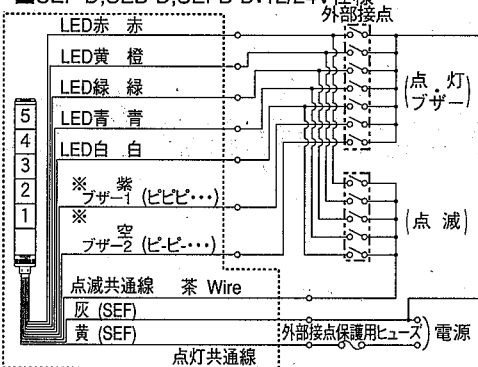 ■SEF-D,SEB-D,SEFB-D:12/24V仕様
外部接点
LED赤 赤
LED黄 橙
LED緑 緑
LED青 青
LED白 白
※ 紫
ブザー1 (ピピピ･･･)
※ 空
ブザー2 (ピ-ピ-･･･)
(点・灯
ブザー)
(点 滅)
5
4
3
2
1
点滅共通線 茶 Wire
灰 (SEF)
黄 (SEF)
外部接点保護用ヒューズ
)電源
点灯共通線